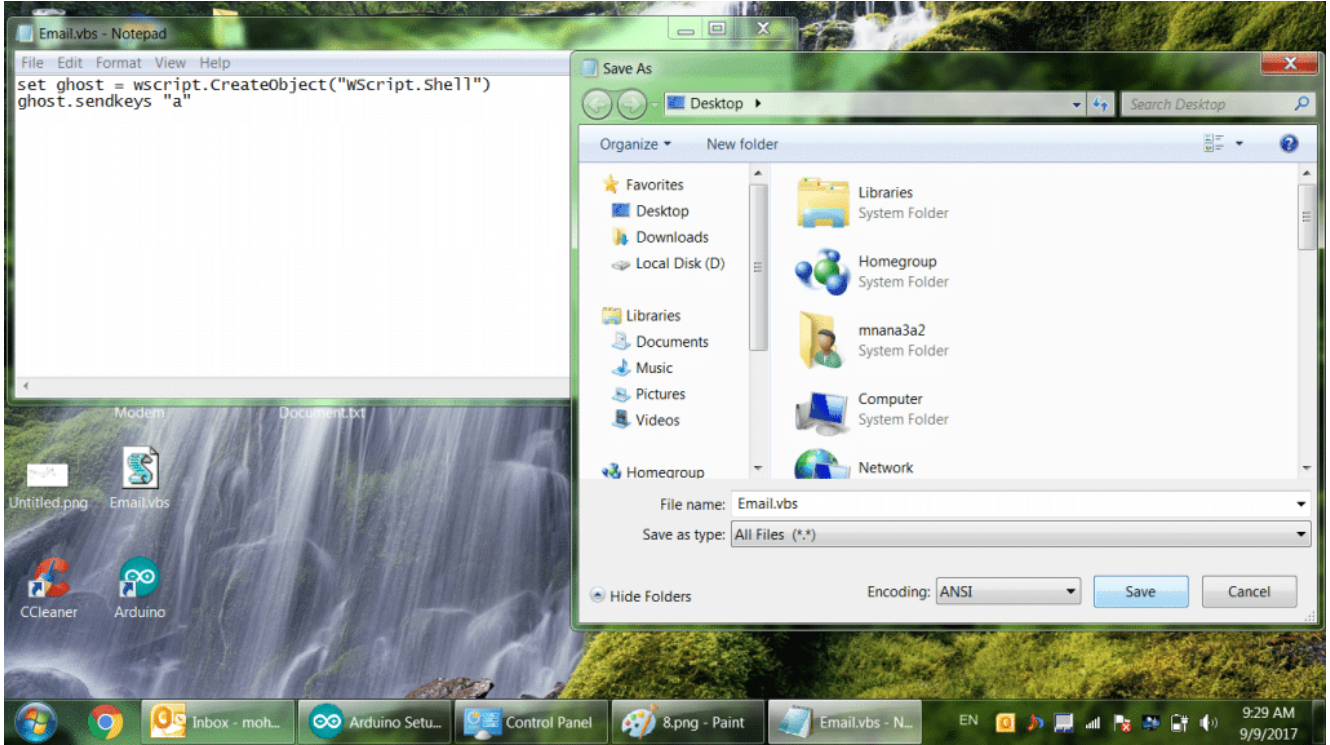 Email.vbs - Notepad
File Edit Format View Help
set ghost = wscript.CreateObject("WScript.Shell")
ghost.sendkeys "a"
Modem
Document.txt
Untitled.png
Email.vbs
CCleaner
Arduino
Save As
Desktop
Search Desktop
Organize
New folder
Favorites
Desktop
Downloads
Local Disk (D)
Libraries
Documents
Music
Pictures
Videos
Homegroup
Libraries
System Folder
Homegroup
System Folder
mnana3a2
System Folder
Computer
System Folder
Network
File name: Email.vbs
Save as type: All Files (*.*)
Hide Folders
Encoding: ANSI
Save
Cancel
Inbox - moh...
Arduino Setu...
Control Panel
8.png - Paint
Email.vbs - N...
EN
9:29 AM
9/9/2017